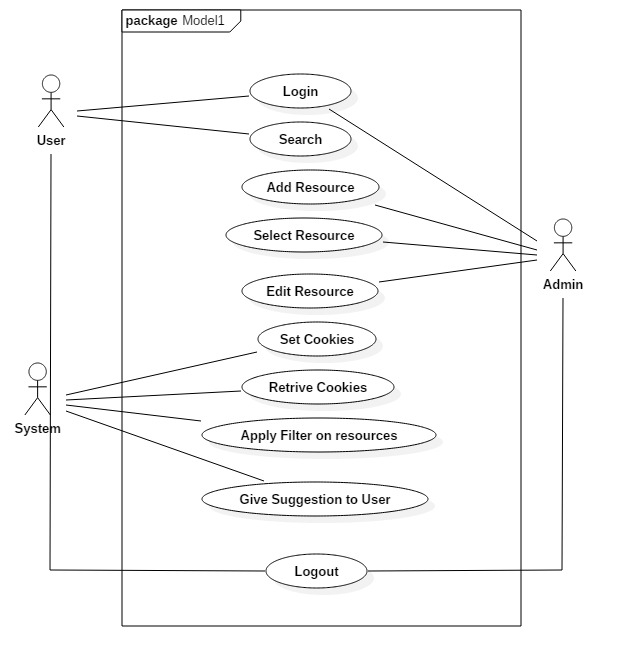 package Model1
Login
User
Search
Add Resource
Select Resource
Admin
Edit Resource
Set Cookies
Retrive Cookies
System
Apply Filter on resources
Give Suggestion to User
Logout